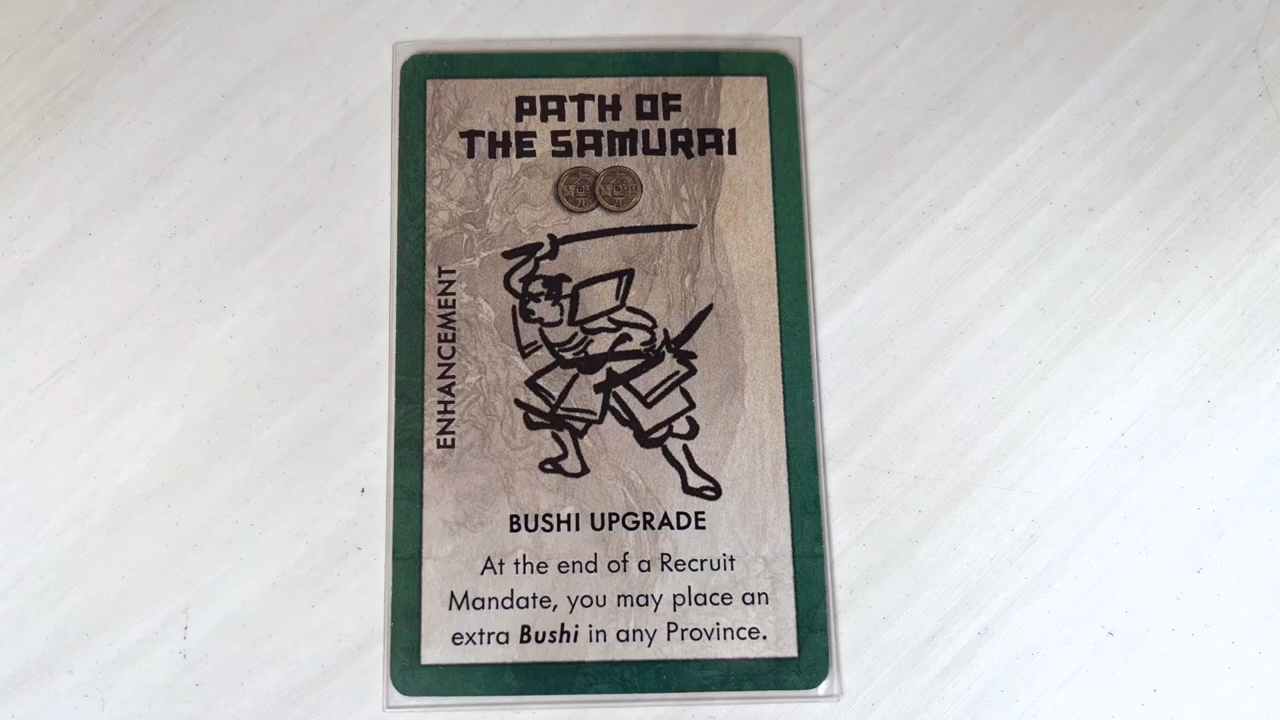 PATH OF
THE SAMURAI
ENHANCEMENT
BUSHI UPGRADE
At the end of a Recruit
Mandate, you may place an
extra Bushi in any Province.